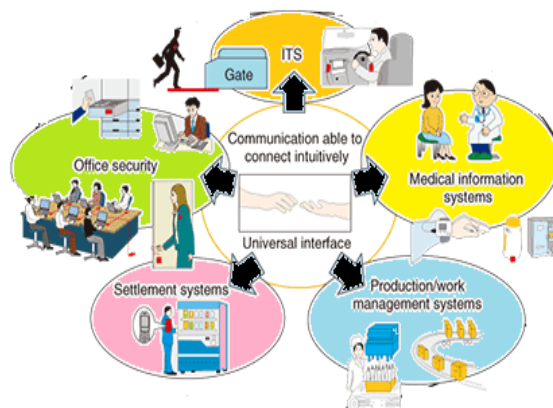 ITS
Gate
Communication able to
connect intuitively
Office security
Medical information
systems
Universal interface
Settlement systems
Production/work
management systems